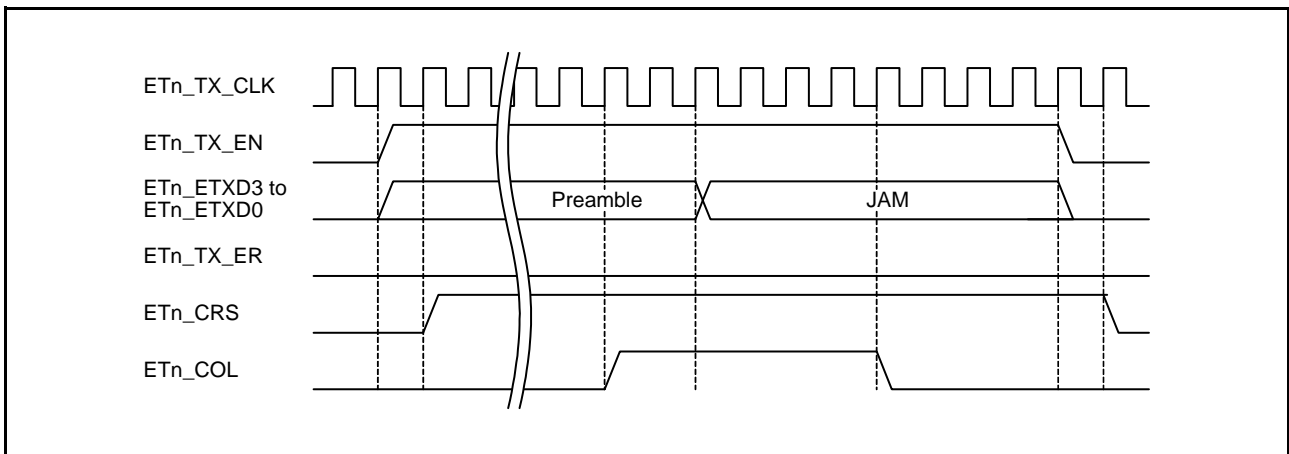 ETn_TX_CLK
ETn_TX_EN
ETn_ETXD3 to
ETn_ETXD0
Preamble
JAM
ETn_TX_ER
ETn_CRS
ETn_COL